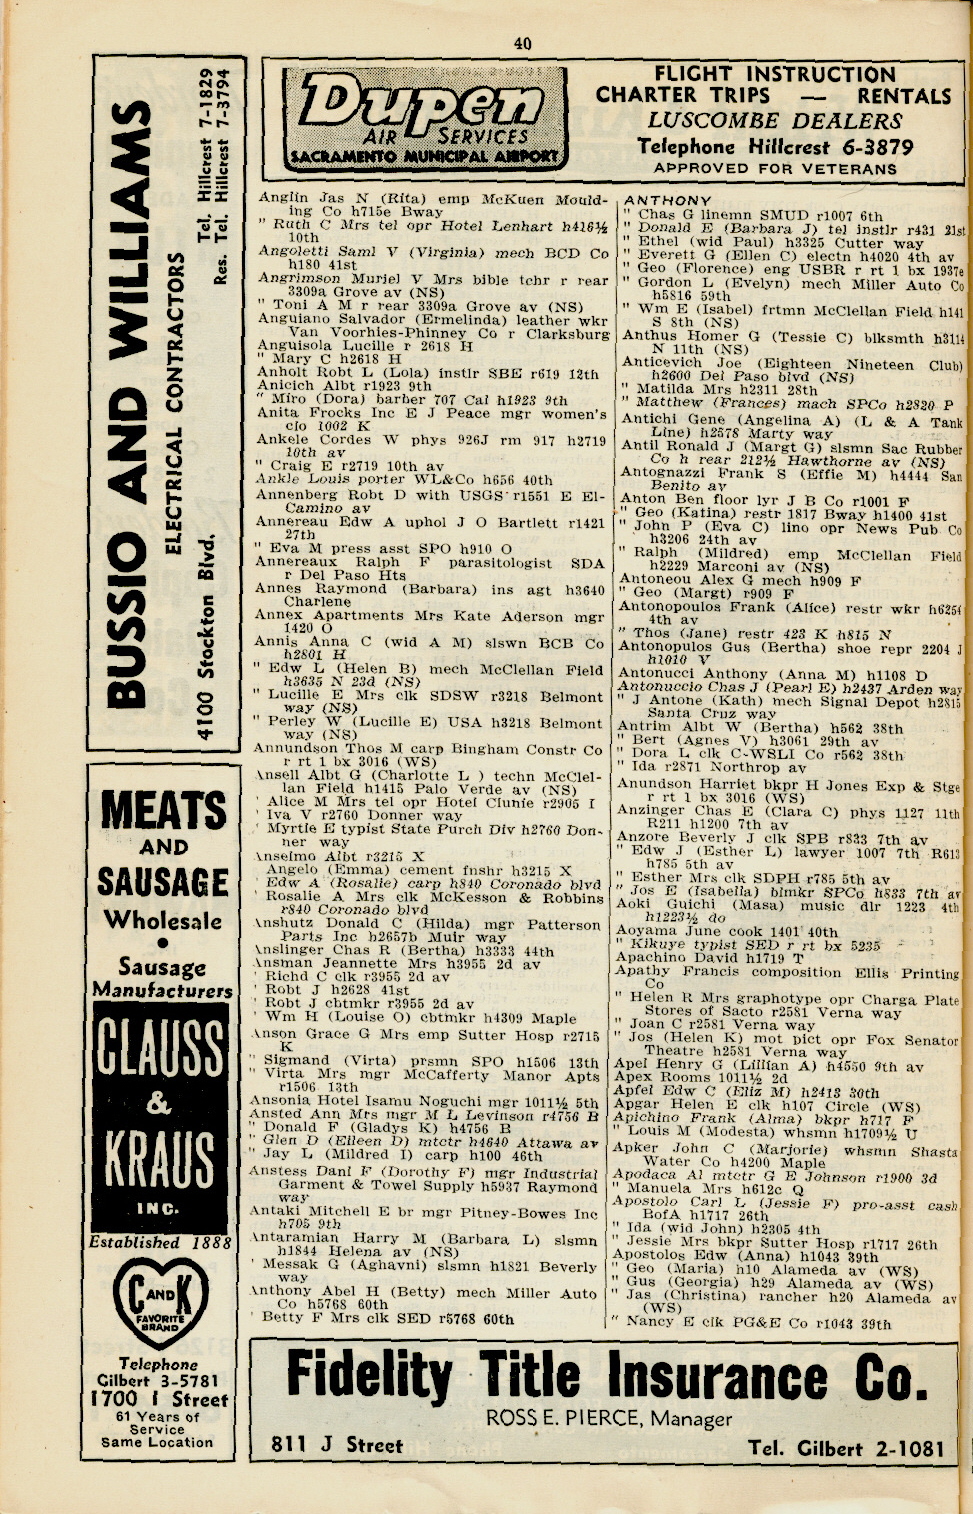 40
BUSSIO AND WILLIAMS
ELECTRICAL CONTRACTORS
4100 Stockton Blvd.
Tel. Hillcrest 7-1829
Res. Tel. Hillcrest 7-3794
MEATS
AND
SAUSAGE
Wholesale
•
Sausage
Manufacturers
CLAUSS
&
KRAUS
INC.
Established 1888
C AND K
FAVORITE
BRAND
Telephone
Gilbert 3-5781
1700 I Street
61 Years of
Service
Same Location
Dupen
AIR SERVICES
SACRAMENTO MUNICIPAL AIRPORT
FLIGHT INSTRUCTION
CHARTER TRIPS — RENTALS
LUSCOMBE DEALERS
Telephone Hillcrest 6-3879
APPROVED FOR VETERANS
Anglin Jas N (Rita) emp McKuen Mould-
ing Co h715e Bway
" Ruth C Mrs tel opr Hotel Lenhart h416½
10th
Angoletti Saml V (Virginia) mech BCD Co
h180 41st
Angrimson Muriel V Mrs bible tchr r rear
3309a Grove av (NS)
" Toni A M r rear 3309a Grove av (NS)
Anguiano Salvador (Ermelinda) leather wkr
Van Voorhies-Phinney Co r Clarksburg
Anguisola Lucille r 2618 H
" Mary C h2618 H
Anholt Robt L (Lola) instlr SBE r619 12th
Anicich Albt r1923 9th
" Miro (Dora) barber 707 Cal h1923 9th
Anita Frocks Inc E J Peace mgr women's
clo 1002 K
Ankele Cordes W phys 926J rm 917 h2719
10th av
" Craig E r2719 10th av
Ankle Louis porter WL&Co h656 40th
Annenberg Robt D with USGS r1551 E El-
Camino av
Annereau Edw A uphol J O Bartlett r1421
27th
" Eva M press asst SPO h910 O
Annereaux Ralph F parasitologist SDA
r Del Paso Hts
Annes Raymond (Barbara) ins agt h3640
Charlene
Annex Apartments Mrs Kate Aderson mgr
1420 O
Annis Anna C (wid A M) slswn BCB Co
h2801 H
" Edw L (Helen B) mech McClellan Field
h3635 N 23d (NS)
" Lucille E Mrs clk SDSW r3218 Belmont
way (NS)
" Perley W (Lucille E) USA h3218 Belmont
way (NS)
Annundson Thos M carp Bingham Constr Co
r rt 1 bx 3016 (WS)
Ansell Albt G (Charlotte L ) techn McClel-
lan Field h1415 Palo Verde av (NS)
' Alice M Mrs tel opr Hotel Clunie r2905 I
' Iva V r2760 Donner way
' Myrtle E typist State Purch Div h2760 Don-
ner way
Anselmo Albt r3215 X
Angelo (Emma) cement fnshr h3215 X
' Edw A (Rosalie) carp h840 Coronado blvd
Rosalie A Mrs clk McKesson & Robbins
r840 Coronado blvd
Anshutz Donald C (Hilda) mgr Patterson
Parts Inc h2657b Muir way
Anslinger Chas R (Bertha) h3333 44th
Ansman Jeannette Mrs h3955 2d av
' Richd C clk r3955 2d av
' Robt J h2628 41st
' Robt J cbtmkr r3955 2d av
' Wm H (Louise O) cbtmkr h4309 Maple
Anson Grace G Mrs emp Sutter Hosp r2715
K
" Sigmand (Virta) prsmn SPO h1506 13th
" Virta Mrs mgr McCafferty Manor Apts
r1506 13th
Ansonia Hotel Isamu Noguchi mgr 1011½ 5th
Ansted Ann Mrs mgr M L Levinson r4756 B
" Donald F (Gladys K) h4756 B
" Glen D (Eileen D) mtctr h4640 Attawa av
" Jay L (Mildred I) carp h100 46th
Anstess Danl F (Dorothy F) mgr Industrial
Garment & Towel Supply h5937 Raymond
way
Antaki Mitchell E br mgr Pitney-Bowes Inc
h705 9th
Antaramian Harry M (Barbara L) slsmn
h1844 Helena av (NS)
' Messak G (Aghavni) slsmn h1821 Beverly
way
Anthony Abel H (Betty) mech Miller Auto
Co h5768 60th
' Betty F Mrs clk SED r5768 60th
ANTHONY
" Chas G linemn SMUD r1007 6th
" Donald E (Barbara J) tel instlr r431 21st
" Ethel (wid Paul) h3325 Cutter way
" Everett G (Ellen C) electn h4020 4th av
" Geo (Florence) eng USBR r rt 1 bx 1937e
" Gordon L (Evelyn) mech Miller Auto Co
h5816 59th
" Wm E (Isabel) frtmn McClellan Field h141
S 8th (NS)
Anthus Homer G (Tessie C) blksmth h3114
N 11th (NS)
Anticevich Joe (Eighteen Nineteen Club)
h2600 Del Paso blvd (NS)
" Matilda Mrs h2311 28th
" Matthew (Frances) mach SPCo h2820 P
Antichi Gene (Angelina A) (L & A Tank
Line) h2578 Marty way
Antil Ronald J (Margt G) slsmn Sac Rubber
Co h rear 212½ Hawthorne av (NS)
Antognazzi Frank S (Effie M) h4444 San
Benito av
Anton Ben floor lyr J B Co r1001 F
" Geo (Katina) restr 1817 Bway h1400 41st
" John P (Eva C) lino opr News Pub Co
h3206 24th av
" Ralph (Mildred) emp McClellan Field
h2229 Marconi av (NS)
Antoneou Alex G mech h909 F
" Geo (Margt) r909 F
Antonopoulos Frank (Alice) restr wkr h6254
4th av
" Thos (Jane) restr 423 K h815 N
Antonopulos Gus (Bertha) shoe repr 2204 J
h1010 V
Antonucci Anthony (Anna M) h1108 D
Antonuccio Chas J (Pearl E) h2437 Arden way
" J Antone (Kath) mech Signal Depot h2815
Santa Cruz way
Antrim Albt W (Bertha) h562 38th
" Bert (Agnes V) h3061 29th av
" Dora L clk C-WSLI Co r562 38th
" Ida r2871 Northrop av
Anundson Harriet bkpr H Jones Exp & Stge
r rt 1 bx 3016 (WS)
Anzinger Chas E (Clara C) phys 1127 11th
R211 h1200 7th av
Anzore Beverly J clk SPB r833 7th av
" Edw J (Esther L) lawyer 1007 7th R613
h785 5th av
" Esther Mrs clk SDPH r785 5th av
" Jos E (Isabella) blmkr SPCo h833 7th av
Aoki Guichi (Masa) music dlr 1223 4th
h1223½ do
Aoyama June cook 1401 40th
" Kikuye typist SED r rt bx 5235
Apachino David h1719 T
Apathy Francis composition Ellis Printing
Co
" Helen R Mrs graphotype opr Charga Plate
Stores of Sacto r2581 Verna way
" Joan C r2581 Verna way
" Jos (Helen K) mot pict opr Fox Senator
Theatre h2581 Verna way
Apel Henry G (Lillian A) h4550 9th av
Apex Rooms 1011½ 2d
Apfel Edw C (Eliz M) h2413 30th
Apgar Helen E clk h107 Circle (WS)
Apichino Frank (Alma) bkpr h717 F
" Louis M (Modesta) whsmn h1709½ U
Apker John C (Marjorie) whsmn Shasta
Water Co h4200 Maple
Apodaca Al mtctr G E Johnson r1900 3d
" Manuela Mrs h612c Q
Apostolo Carl L (Jessie F) pro-asst cash
BofA h1717 26th
" Ida (wid John) h2305 4th
" Jessie Mrs bkpr Sutter Hosp r1717 26th
Apostolos Edw (Anna) h1043 39th
" Geo (Maria) h10 Alameda av (WS)
" Gus (Georgia) h29 Alameda av (WS)
" Jas (Christina) rancher h20 Alameda av
(WS)
" Nancy E clk PG&E Co r1043 39th
Fidelity Title Insurance Co.
ROSS E. PIERCE, Manager
811 J Street Tel. Gilbert 2-1081